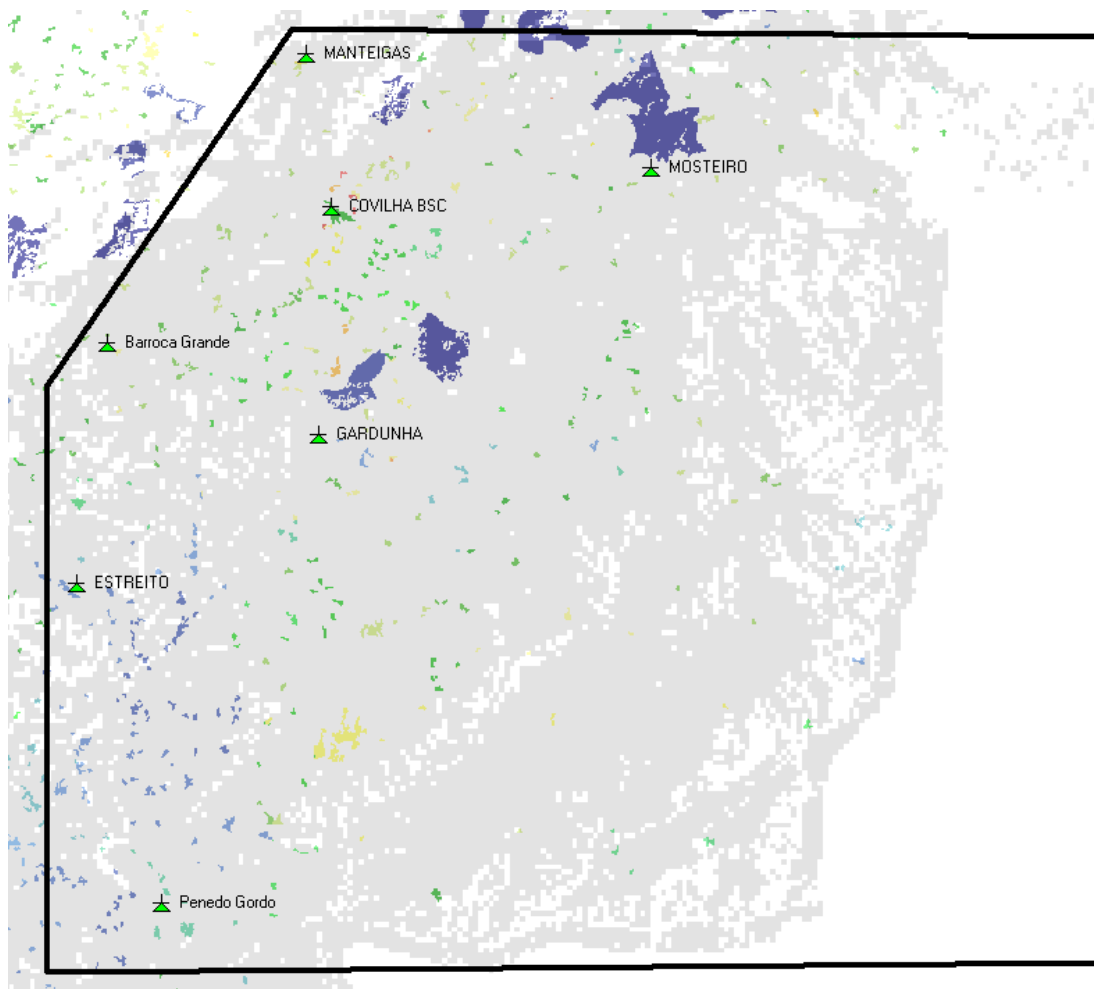 MANTEIGAS
MOSTEIRO
COVILHA BSC
Barroca Grande
GARDUNHA
ESTREITO
Penedo Gordo